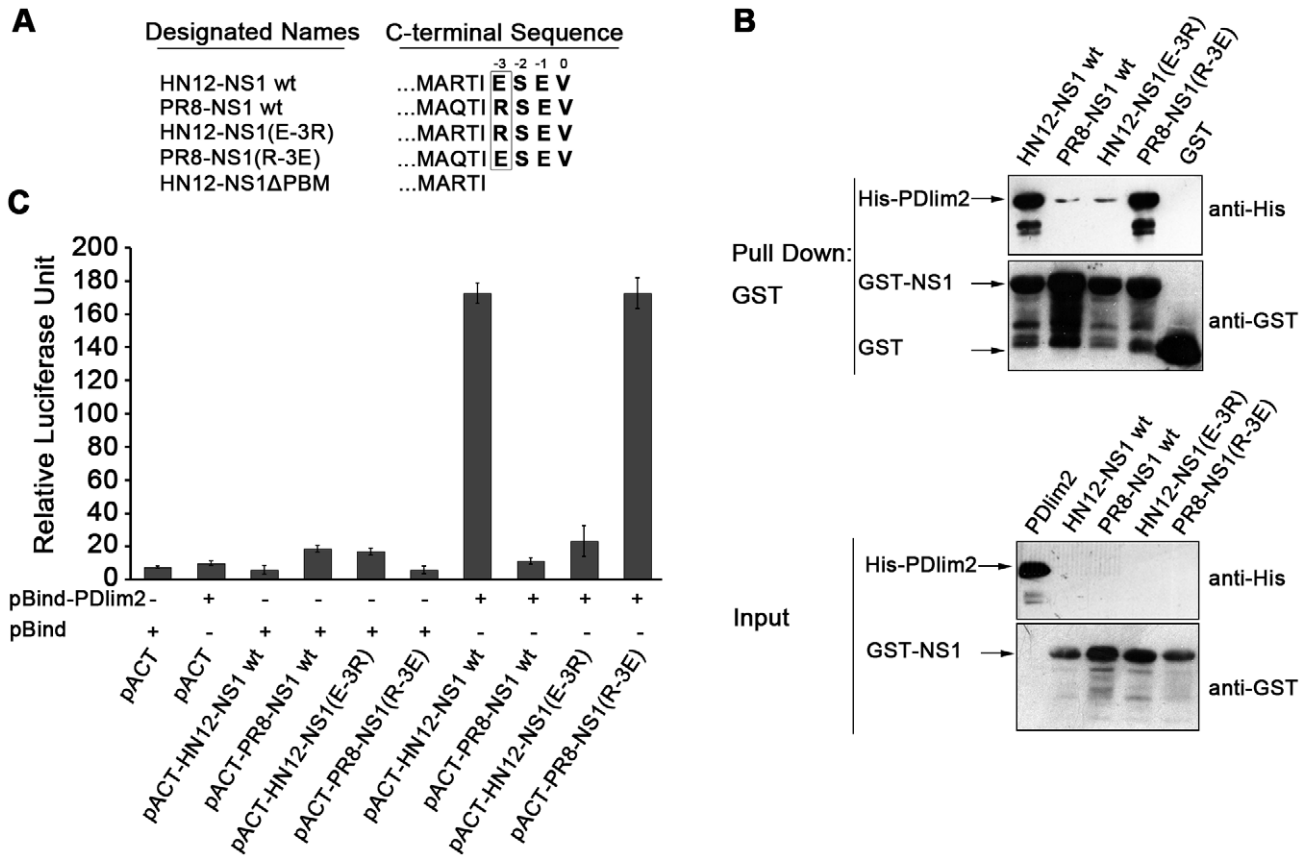 A
Designated Names C-terminal Sequence
-3 -2 -1 0
HN12-NS1 wt ...MARTI E S E V
PR8-NS1 wt ...MAQTI R S E V
HN12-NS1(E-3R) ...MARTI R S E V
PR8-NS1(R-3E) ...MAQTI E S E V
HN12-NS1ΔPBM ...MARTI
B
HN12-NS1 wt
PR8-NS1 wt
HN12-NS1(E-3R)
PR8-NS1(R-3E)
GST
Pull Down:
GST
His-PDlim2
anti-His
GST-NS1
anti-GST
GST
PDlim2
HN12-NS1 wt
PR8-NS1 wt
HN12-NS1(E-3R)
PR8-NS1(R-3E)
Input
His-PDlim2
anti-His
GST-NS1
anti-GST
C
Relative Luciferase Unit
200
180
160
140
120
100
80
60
40
20
0
pBind-PDlim2 - + - - - - + + + +
pBind + - + + + + - - - -
pACT
pACT
pACT-HN12-NS1 wt
pACT-PR8-NS1 wt
pACT-HN12-NS1(E-3R)
pACT-PR8-NS1(R-3E)
pACT-HN12-NS1 wt
pACT-PR8-NS1 wt
pACT-HN12-NS1(E-3R)
pACT-PR8-NS1(R-3E)